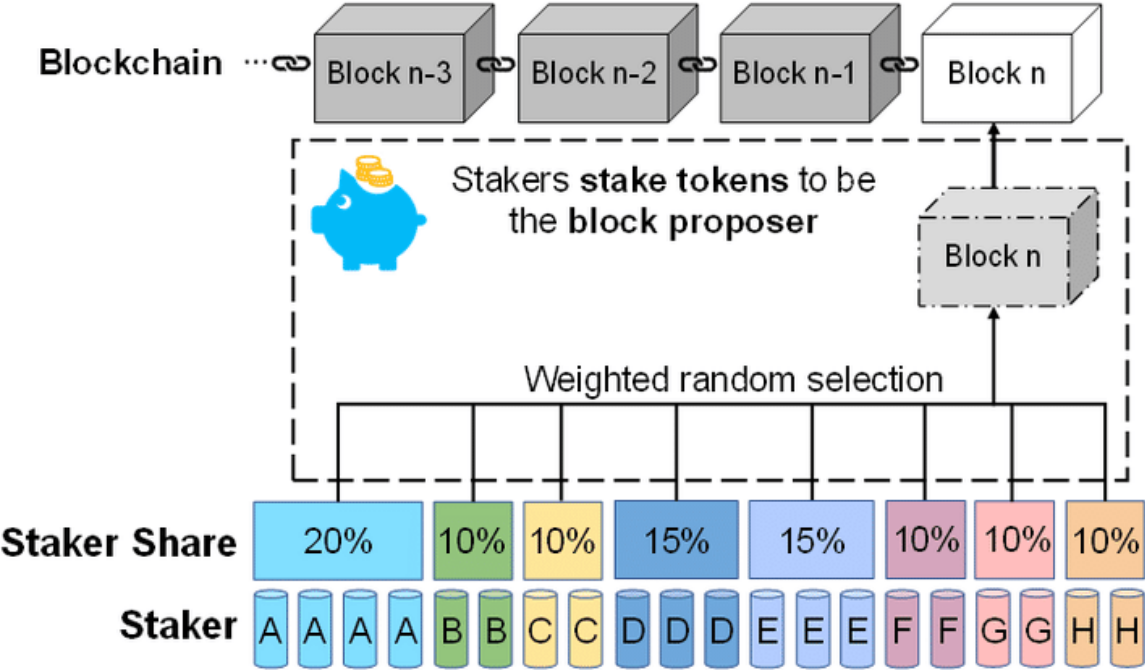 Blockchain ... Block n-3 Block n-2 Block n-1 Block n
Stakers stake tokens to be
the block proposer
Block n
Weighted random selection
Staker Share 20% 10% 10% 15% 15% 10% 10% 10%
Staker A A A A B B C C D D D E E E F F G G H H